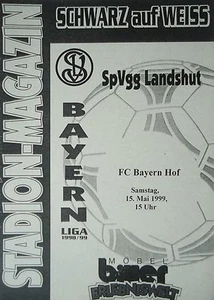 STADION-MAGAZIN
SCHWARZ auf WEISS
SpVgg Landshut
BAYERN
LIGA
1998/99
FC Bayern Hof
Samstag,
15. Mai 1999,
15 Uhr
MÖBEL
biller